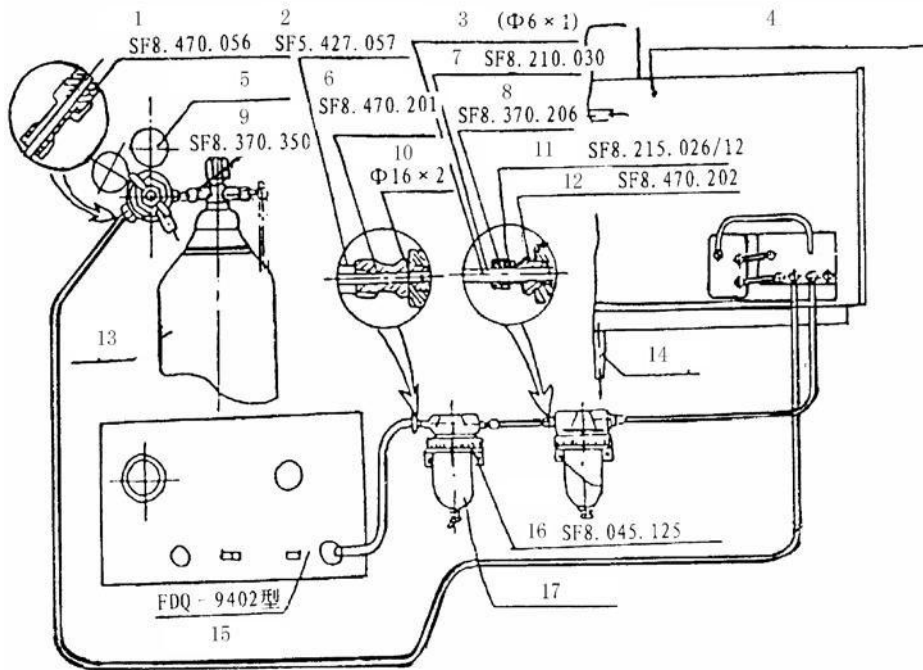 1
SF8.470.056
2
SF5.427.057
3
(Φ6×1)
4
5
6
SF8.470.201
7
SF8.210.030
8
SF8.370.206
9
SF8.370.350
10
Φ16×2
11
SF8.215.026/12
12
SF8.470.202
13
14
16
SF8.045.125
FDQ-9402型
15
17